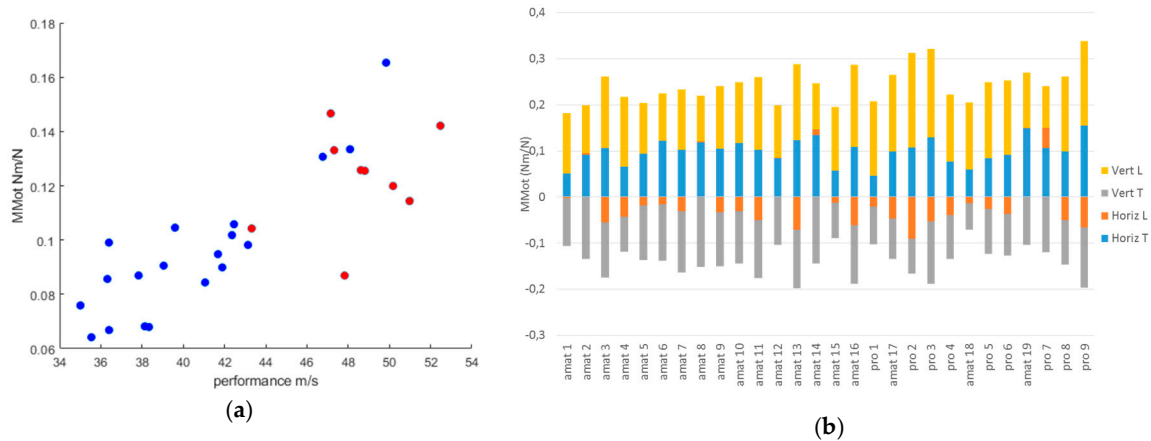 0.18
0.16
0.14
0.12
0.1
0.08
0.06
MMot Nm/N
34 36 38 40 42 44 46 48 50 52 54
performance m/s
(a)
0,4
0,3
0,2
0,1
0
-0,1
-0,2
-0,3
MMot (Nm/N)
amat 1
amat 2
amat 3
amat 4
amat 5
amat 6
amat 7
amat 8
amat 9
amat 10
amat 11
amat 12
amat 13
amat 14
amat 15
amat 16
pro 1
amat 17
pro 2
pro 3
pro 4
amat 18
pro 5
pro 6
amat 19
pro 7
pro 8
pro 9
Vert L
Vert T
Horiz L
Horiz T
(b)